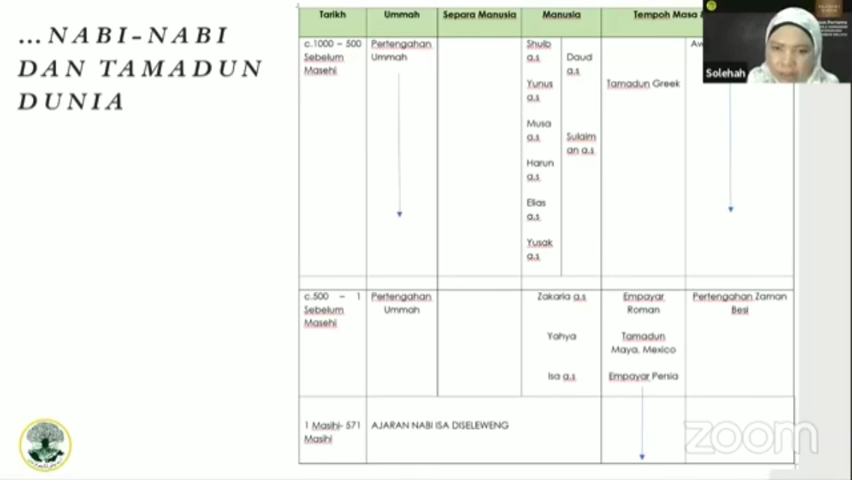 ...NABI-NABI
DAN TAMADUN
DUNIA
Tarikh Ummah Separa Manusia Manusia Tempoh Masa
c.1000 – 500
Sebelum
Masehi
Pertengahan
Ummah
Shuib
a.s
Yunus
a.s
Musa
a.s
Harun
a.s
Elias
a.s
Yusak
a.s
Daud
a.s
Sulaim
an a.s
Tamadun Greek
c.500 – 1
Sebelum
Masehi
Pertengahan
Ummah
Zakaria a.s
Yahya
Isa a.s
Empayar
Roman
Tamadun
Maya, Mexico
Empayar Persia
Pertengahan Zaman
Besi
1 Masihi- 571
Masihi
AJARAN NABI ISA DISELEWENG
Solehah
zoom